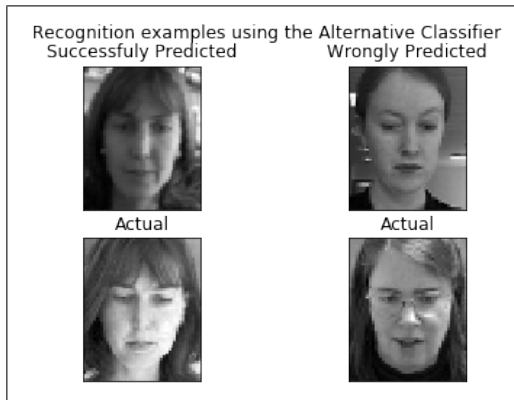 Recognition examples using the Alternative Classifier
Successfuly Predicted
Wrongly Predicted
Actual
Actual